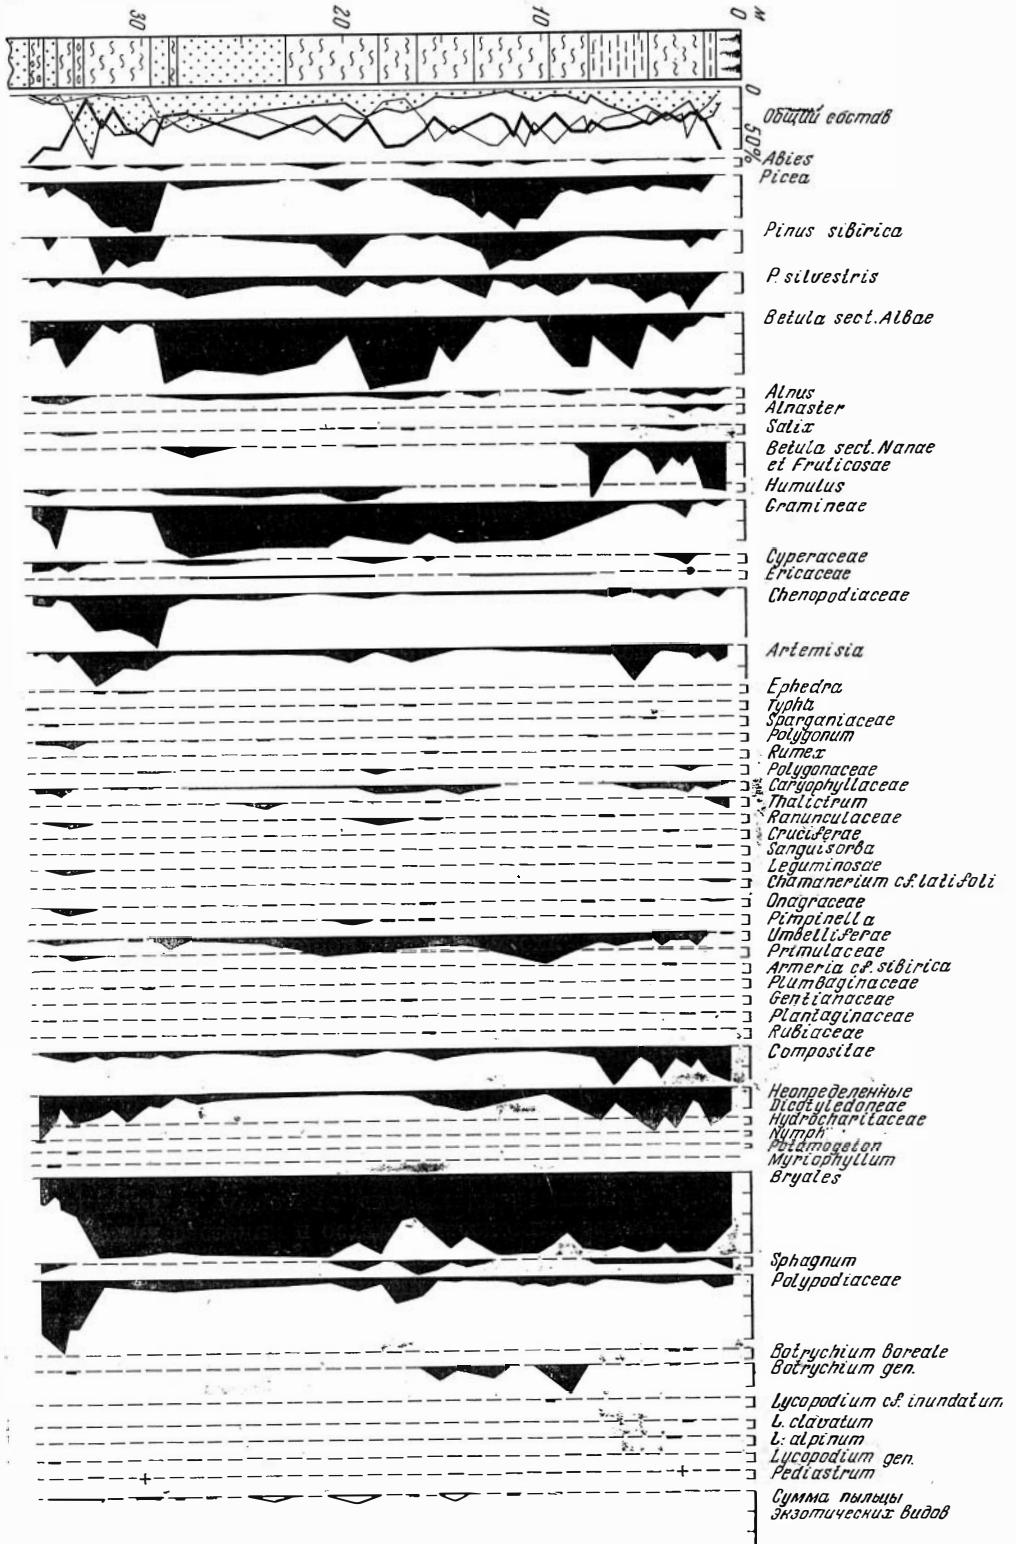 30 20 10 0 м
0
50%
Общий состав
Abies
Picea
Pinus sibirica
P. silvestris
Betula sect. Albae
Alnus
Alnaster
Salix
Betula sect. Nanae
et Fruticosae
Humulus
Gramineae
Cyperaceae
Ericaceae
Chenopodiaceae
Artemisia
Ephedra
Typha
Sparganiaceae
Polygonum
Rumex
Polygonaceae
Caryophyllaceae
Thalictrum
Ranunculaceae
Cruciferae
Sanguisorba
Leguminosae
Chamanerium cf. latifoli
Onagraceae
Pimpinella
Umbelliferae
Primulaceae
Armeria cf. sibirica
Plumbaginaceae
Gentianaceae
Plantaginaceae
Rubiaceae
Compositae
Неопределенные
Dicotyledoneae
Hydrocharitaceae
Nymph
Potamogeton
Myriophyllum
Bryales
Sphagnum
Polypodiaceae
Botrychium boreale
Botrychium gen.
Lycopodium cf. inundatum
L. clavatum
L. alpinum
Lycopodium gen.
Pediastrum
Сумма пыльцы
экзотических видов